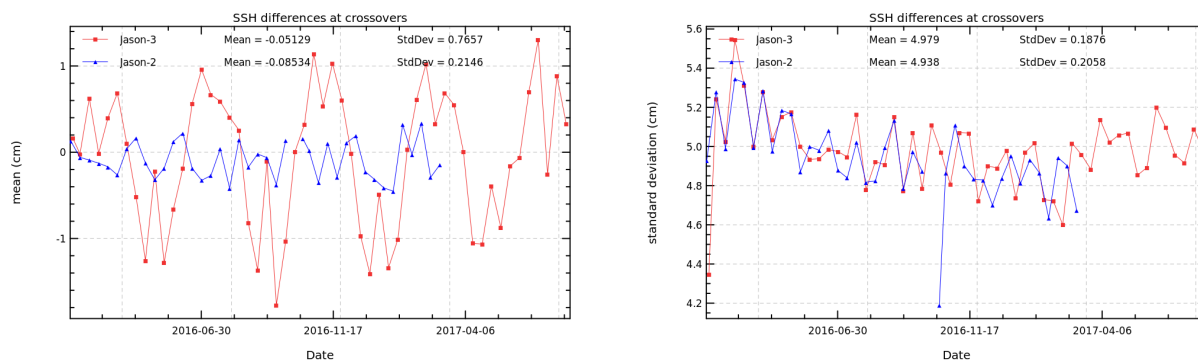 SSH differences at crossovers
Jason-3 Mean = -0.05129 StdDev = 0.7657
Jason-2 Mean = -0.08534 StdDev = 0.2146
1
0
-1
mean (cm)
2016-06-30 2016-11-17 2017-04-06
Date
SSH differences at crossovers
5.6
Jason-3 Mean = 4.979 StdDev = 0.1876
Jason-2 Mean = 4.938 StdDev = 0.2058
5.4
5.2
5.0
4.8
4.6
4.4
4.2
standard deviation (cm)
2016-06-30 2016-11-17 2017-04-06
Date